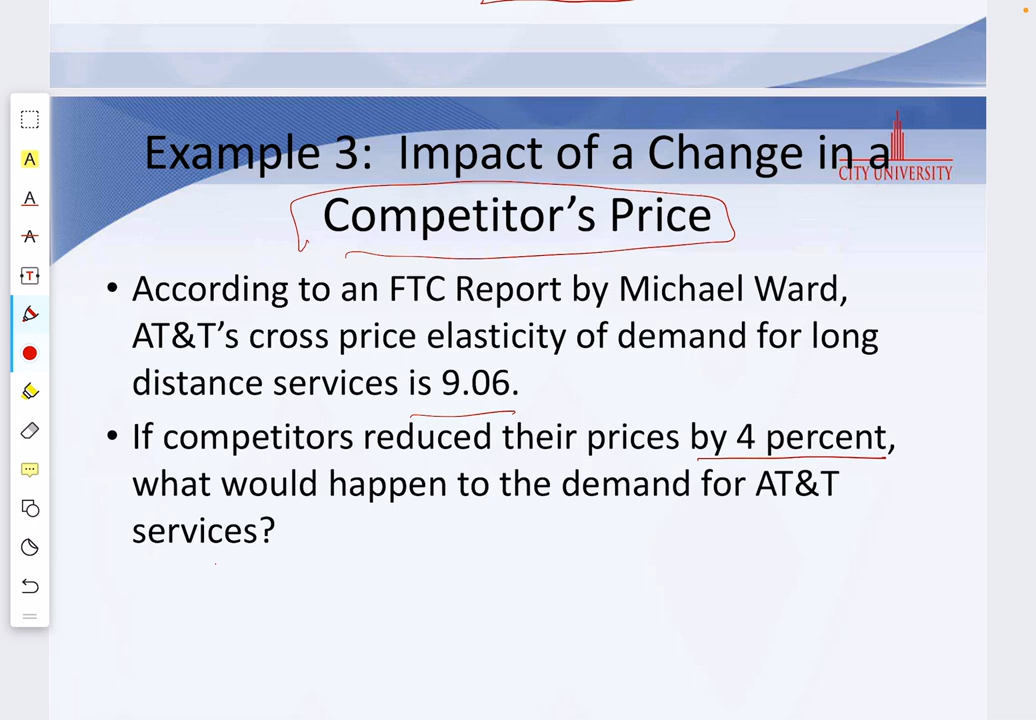 Example 3: Impact of a Change in a
CITY UNIVERSITY
Competitor's Price
• According to an FTC Report by Michael Ward,
AT&T's cross price elasticity of demand for long
distance services is 9.06.
• If competitors reduced their prices by 4 percent,
what would happen to the demand for AT&T
services?
A
A
A
T